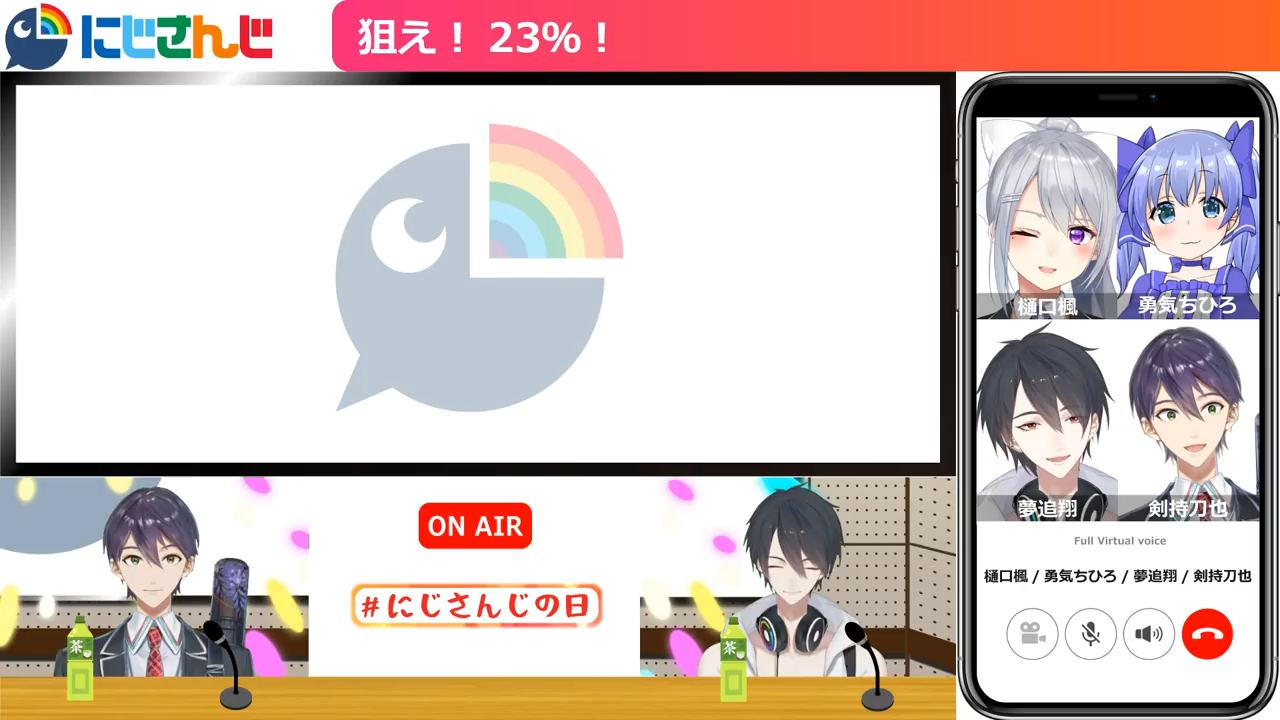 にじさんじ
狙え！ 23%！
樋口楓
勇気ちひろ
夢追翔
剣持刀也
Full Virtual voice
樋口楓 / 勇気ちひろ / 夢追翔 / 剣持刀也
ON AIR
#にじさんじの日
茶
茶